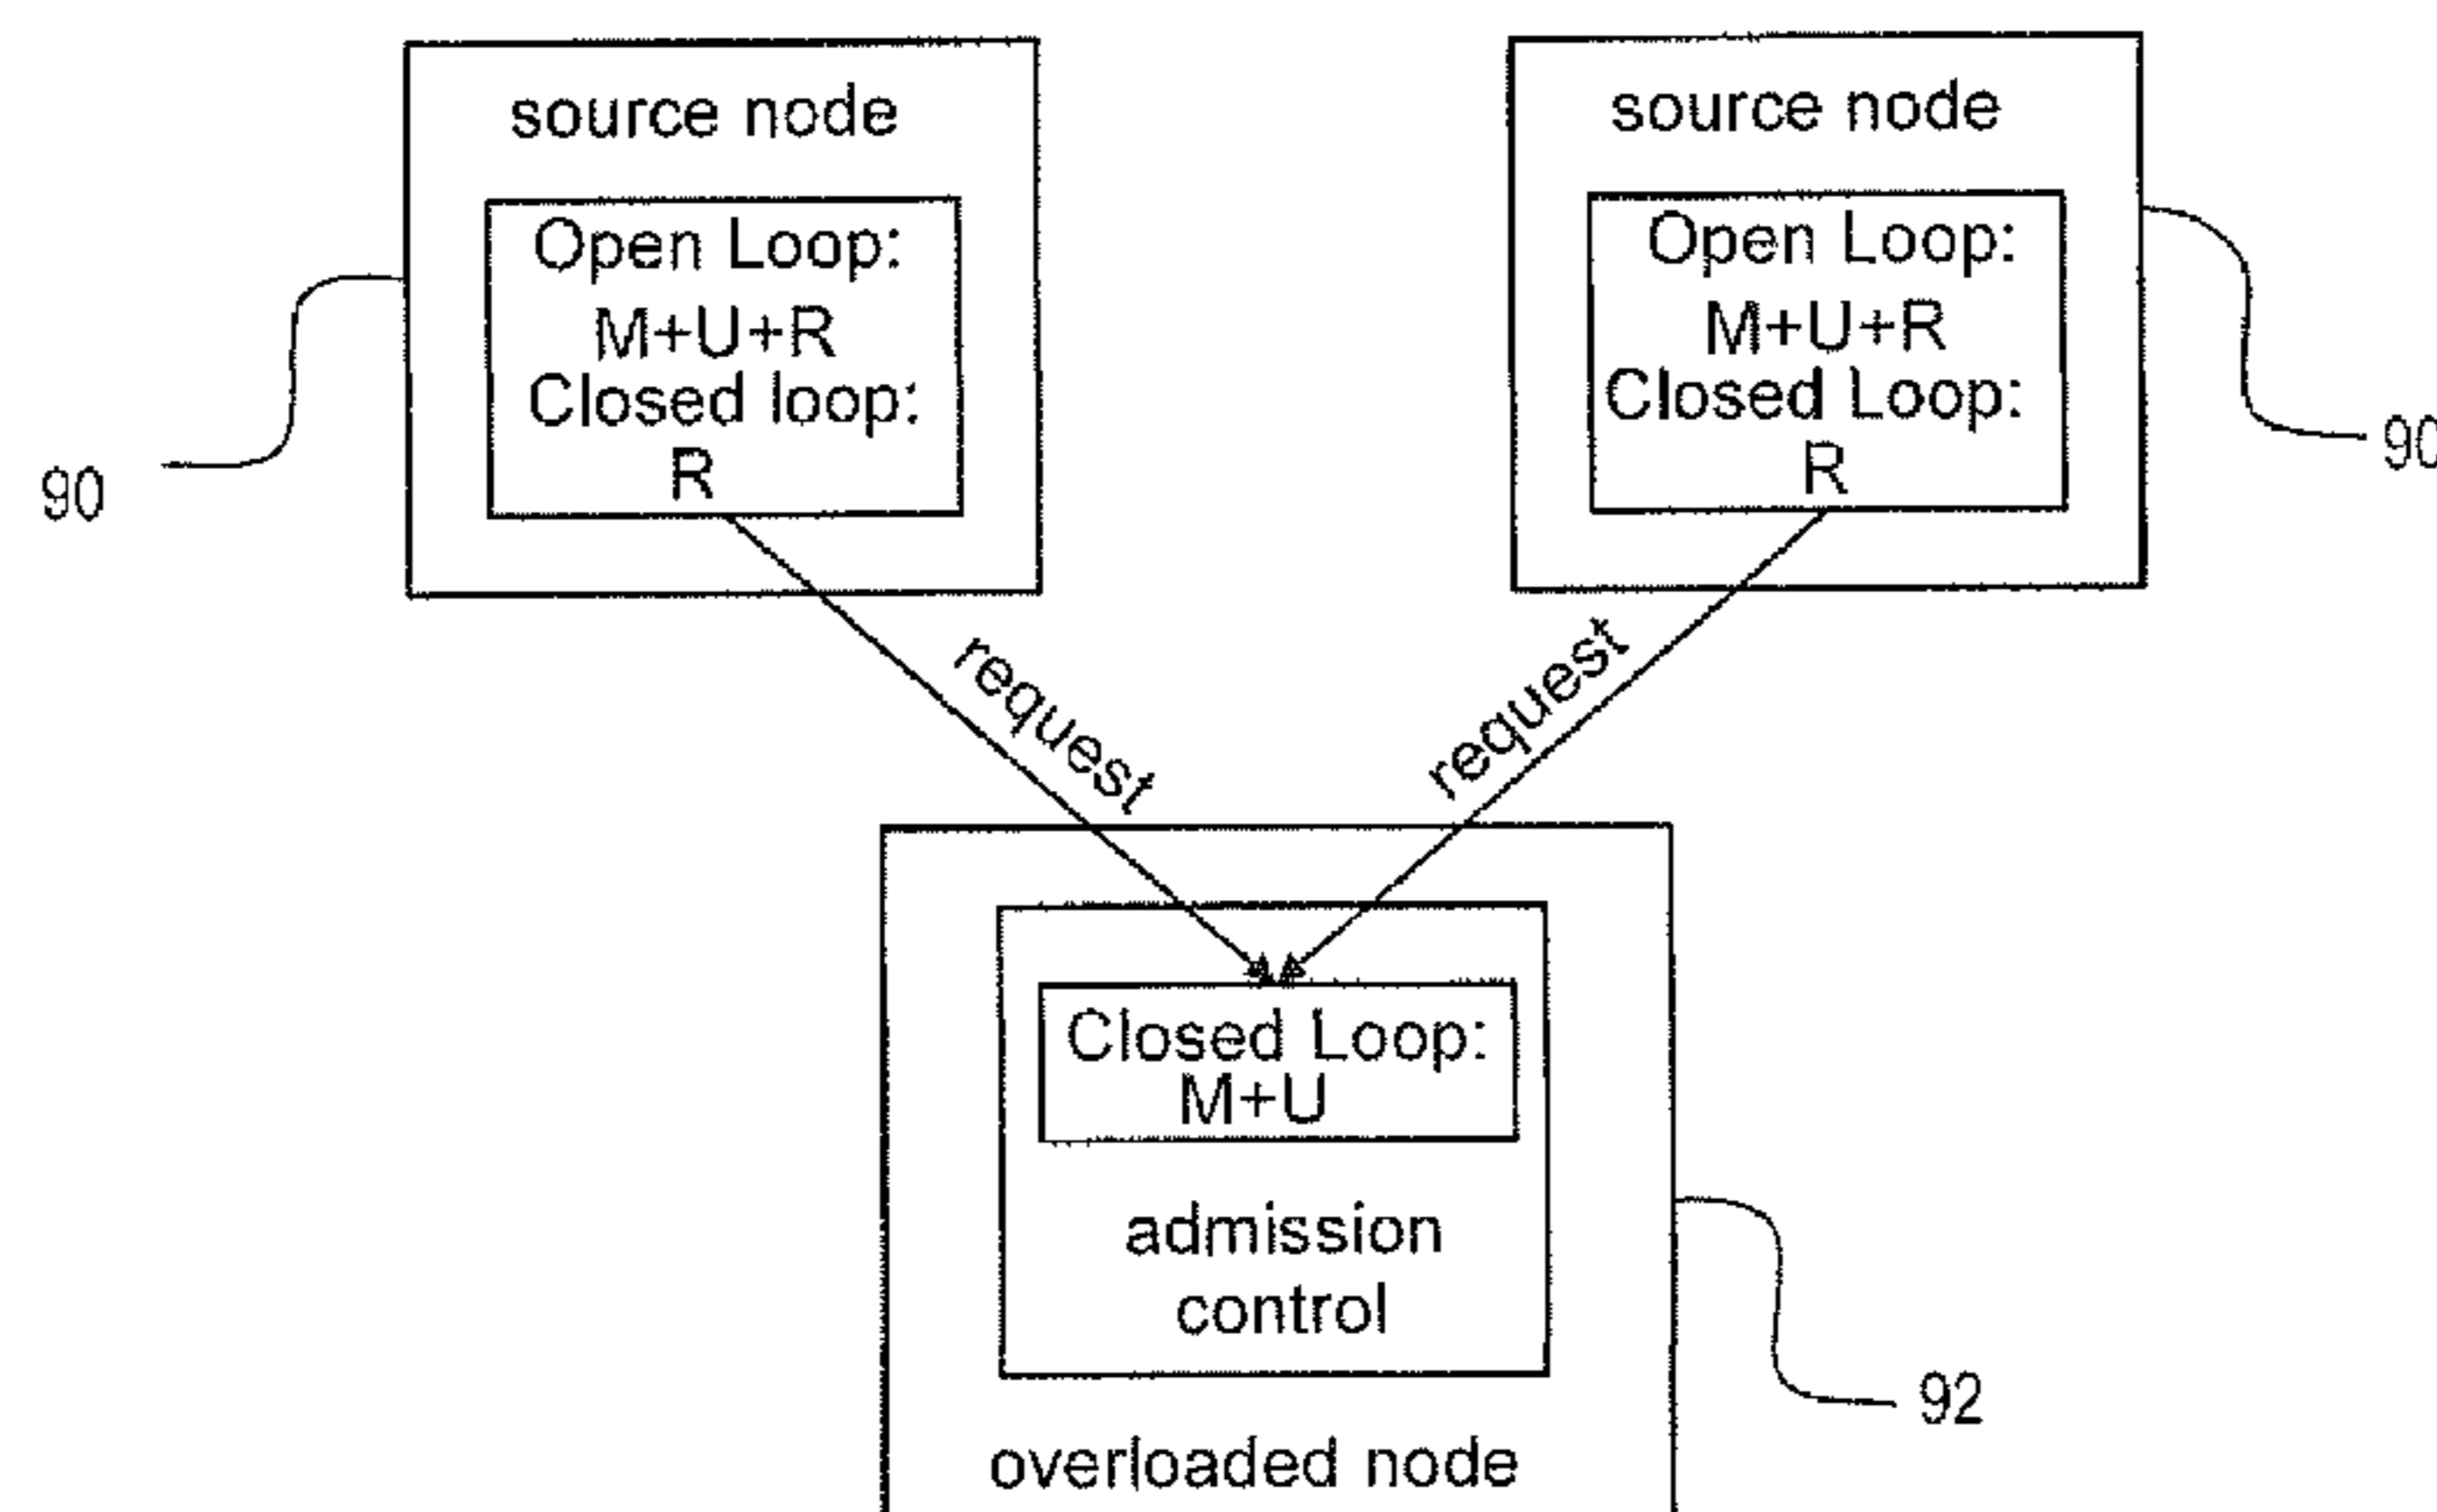 source node
Open Loop:
M+U+R
Closed loop:
R
90
source node
Open Loop:
M+U+R
Closed Loop:
R
90
request
request
Closed Loop:
M+U
admission
control
92
overloaded node